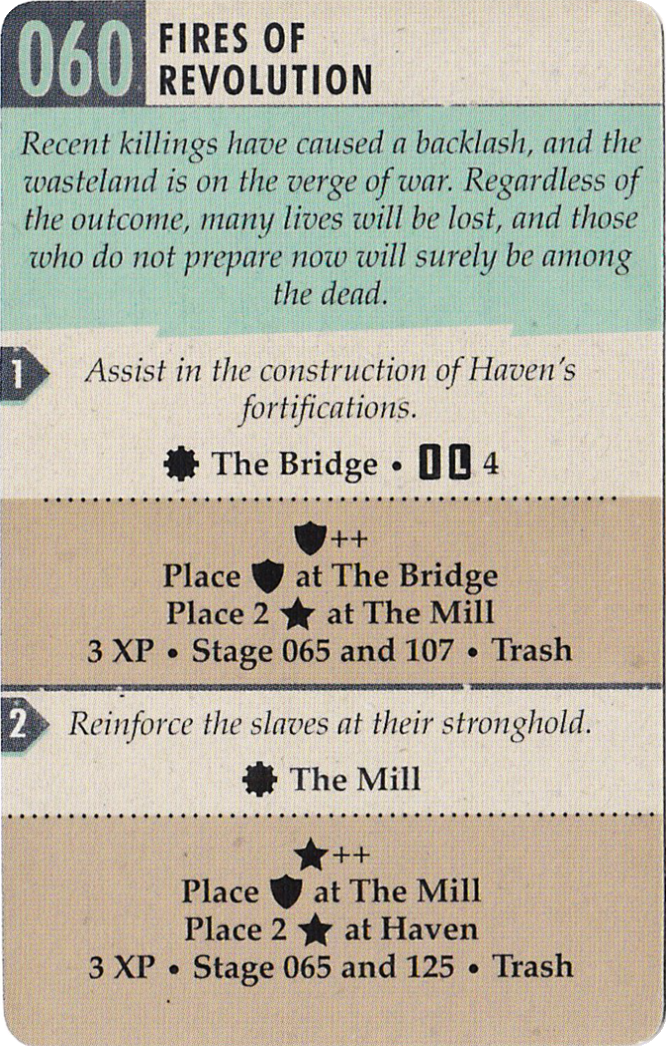 060
FIRES OF
REVOLUTION
Recent killings have caused a backlash, and the
wasteland is on the verge of war. Regardless of
the outcome, many lives will be lost, and those
who do not prepare now will surely be among
the dead.
1
Assist in the construction of Haven's
fortifications.
The Bridge • I L 4
++
Place at The Bridge
Place 2 ★ at The Mill
3 XP • Stage 065 and 107 • Trash
2
Reinforce the slaves at their stronghold.
The Mill
★++
Place at The Mill
Place 2 ★ at Haven
3 XP • Stage 065 and 125 • Trash